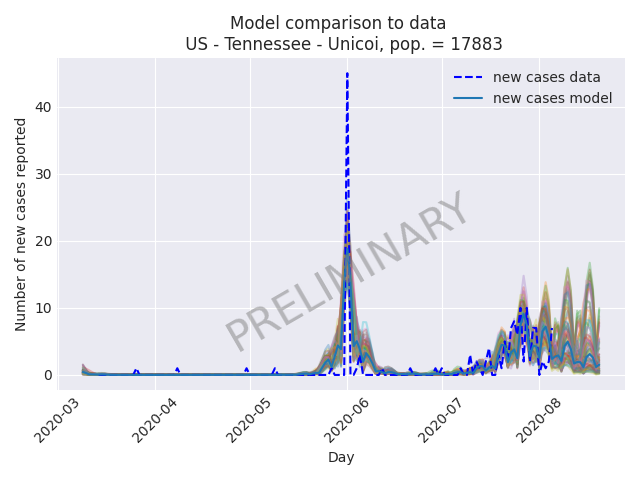 Model comparison to data
US - Tennessee - Unicoi, pop. = 17883
new cases data
new cases model
Number of new cases reported
40
30
20
10
0
PRELIMINARY
2020-03
2020-04
2020-05
2020-06
2020-07
2020-08
Day